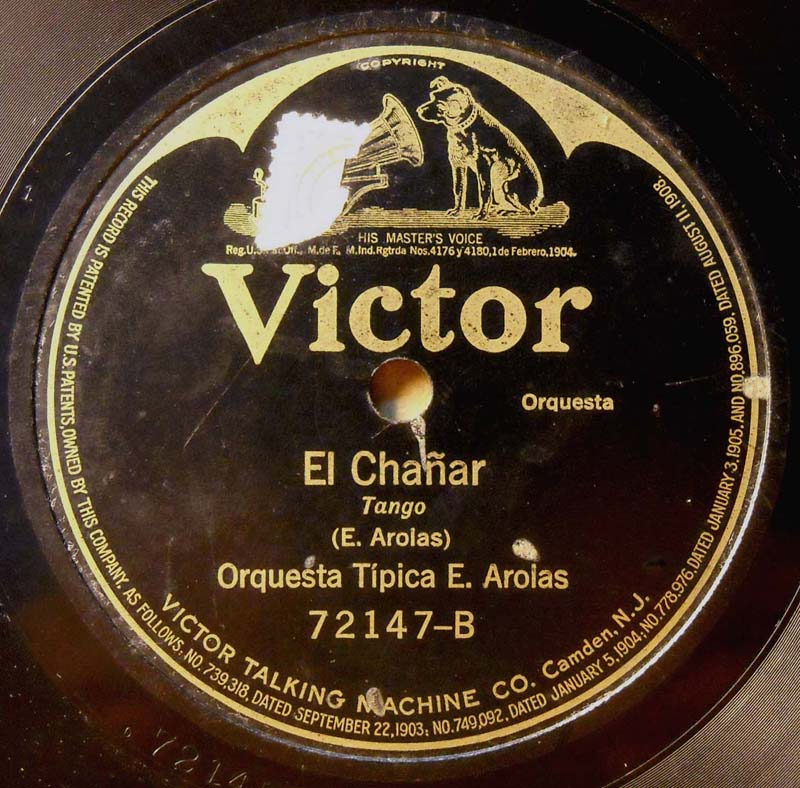 COPYRIGHT
HIS MASTER'S VOICE
M.de F. M.Ind.Rgtrda Nos.4176 y 4180,1 de Febrero,1904.
Victor
Orquesta
El Chañar
Tango
(E. Arolas)
Orquesta Típica E. Arolas
72147-B
VICTOR TALKING MACHINE CO. Camden, N.J.
THIS RECORD IS PATENTED BY U.S. PATENTS, OWNED BY THIS COMPANY, AS FOLLOWS: NO. 739,318, DATED SEPTEMBER 22, 1903; NO. 749,092, DATED JANUARY 5, 1904; NO. 778,976, DATED JANUARY 3, 1905, AND NO. 896,059, DATED AUGUST 11, 1908.
7214